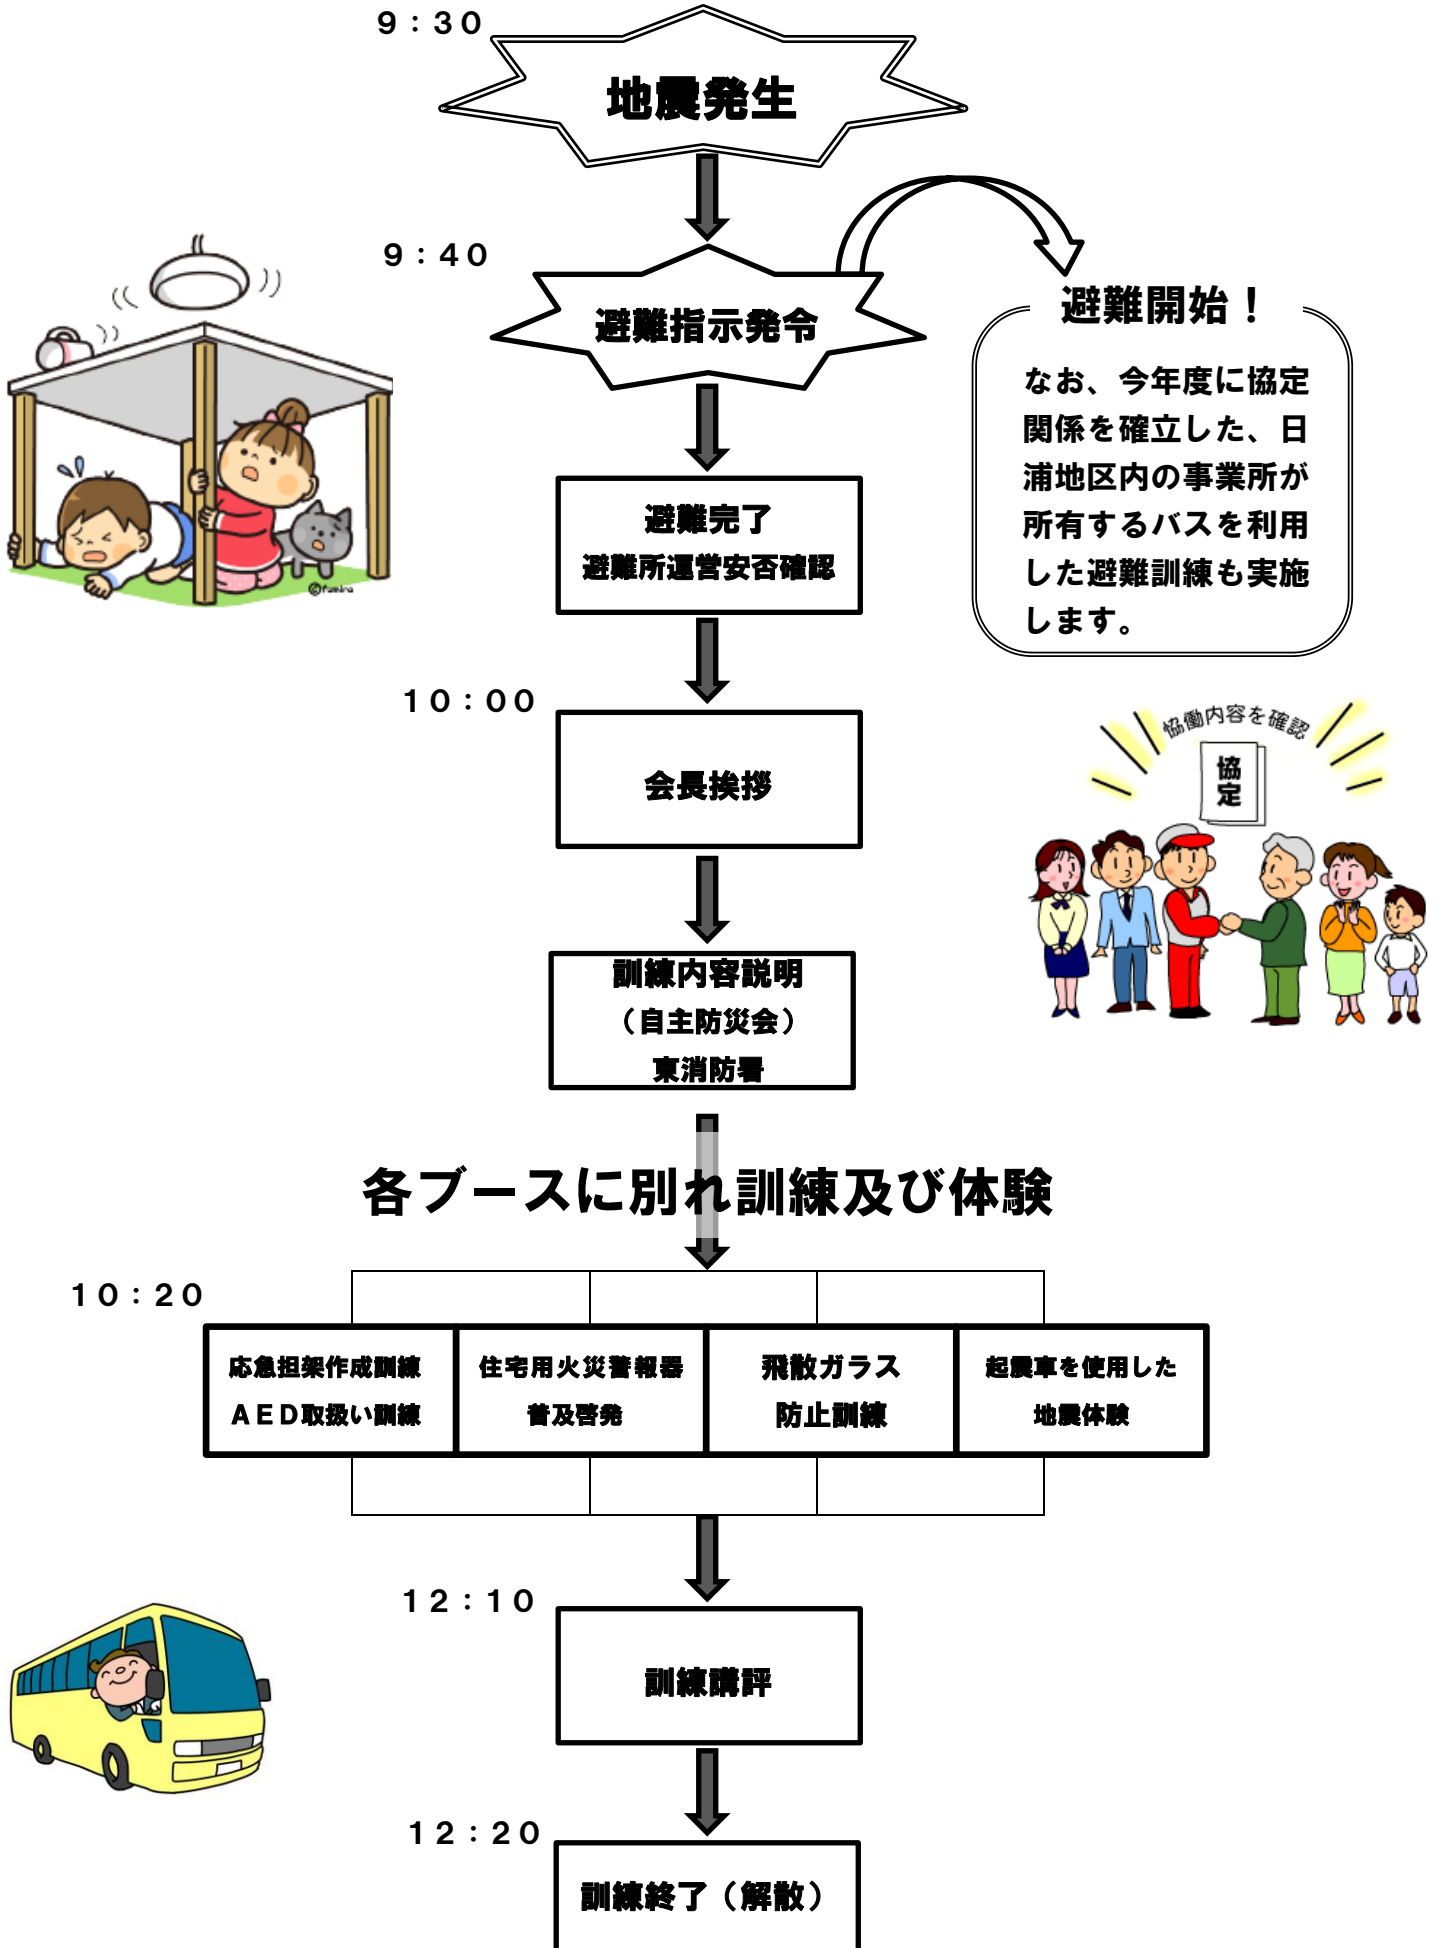 ９：３０
地震発生
９：４０
避難指示発令
避難開始！
なお、今年度に協定
関係を確立した、日
浦地区内の事業所が
所有するバスを利用
した避難訓練も実施
します。
避難完了
避難所運営安否確認
©fumira
１０：００
会長挨拶
協働内容を確認
協定
訓練内容説明
（自主防災会）
東消防署
各ブースに別れ訓練及び体験
１０：２０
応急担架作成訓練
ＡＥＤ取扱い訓練
住宅用火災警報器
普及啓発
飛散ガラス
防止訓練
起震車を使用した
地震体験
１２：１０
訓練講評
１２：２０
訓練終了（解散）